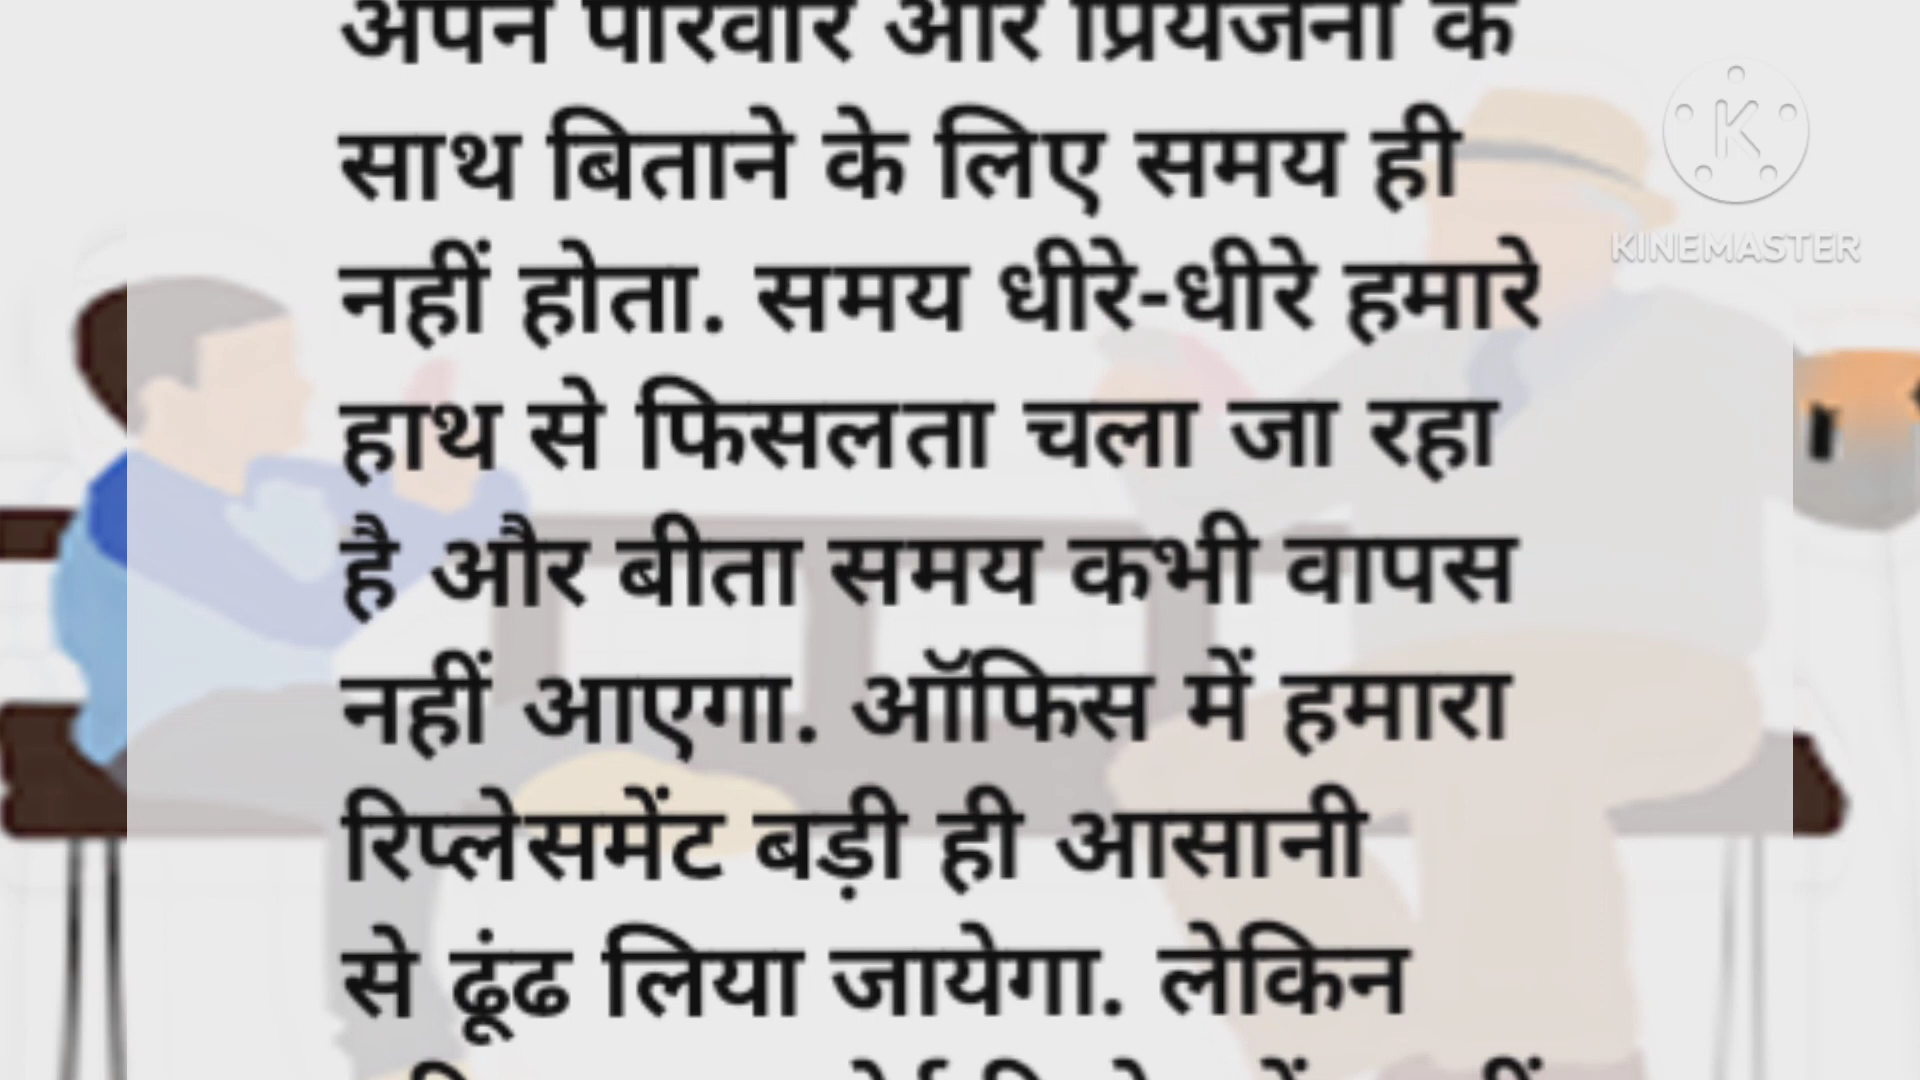 अपने परिवार और प्रियजनों के
साथ बिताने के लिए समय ही
नहीं होता. समय धीरे-धीरे हमारे
हाथ से फिसलता चला जा रहा
है और बीता समय कभी वापस
नहीं आएगा. ऑफिस में हमारा
रिप्लेसमेंट बड़ी ही आसानी
से ढूंढ लिया जायेगा. लेकिन
KINEMASTER